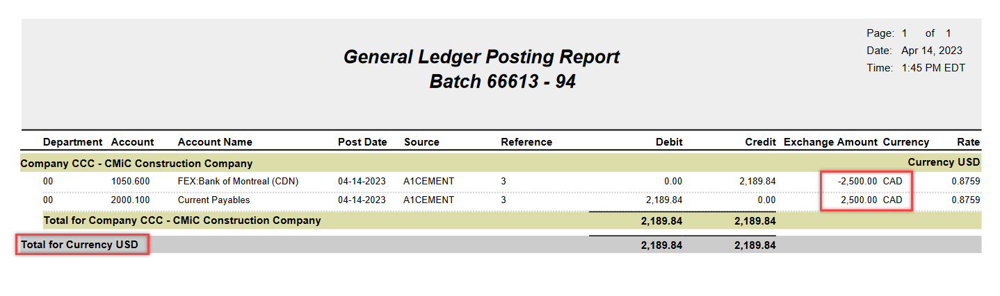 Page: 1 of 1
General Ledger Posting Report
Date: Apr 14, 2023
Time: 1:45 PM EDT
Batch 66613 - 94
Department Account Account Name Post Date Source Reference Debit Credit Exchange Amount Currency Rate
Company CCC - CMiC Construction Company Currency USD
00 1050.600 FEX:Bank of Montreal (CDN) 04-14-2023 A1CEMENT 3 0.00 2,189.84 -2,500.00 CAD 0.8759
00 2000.100 Current Payables 04-14-2023 A1CEMENT 3 2,189.84 0.00 2,500.00 CAD 0.8759
Total for Company CCC - CMiC Construction Company 2,189.84 2,189.84
Total for Currency USD 2,189.84 2,189.84